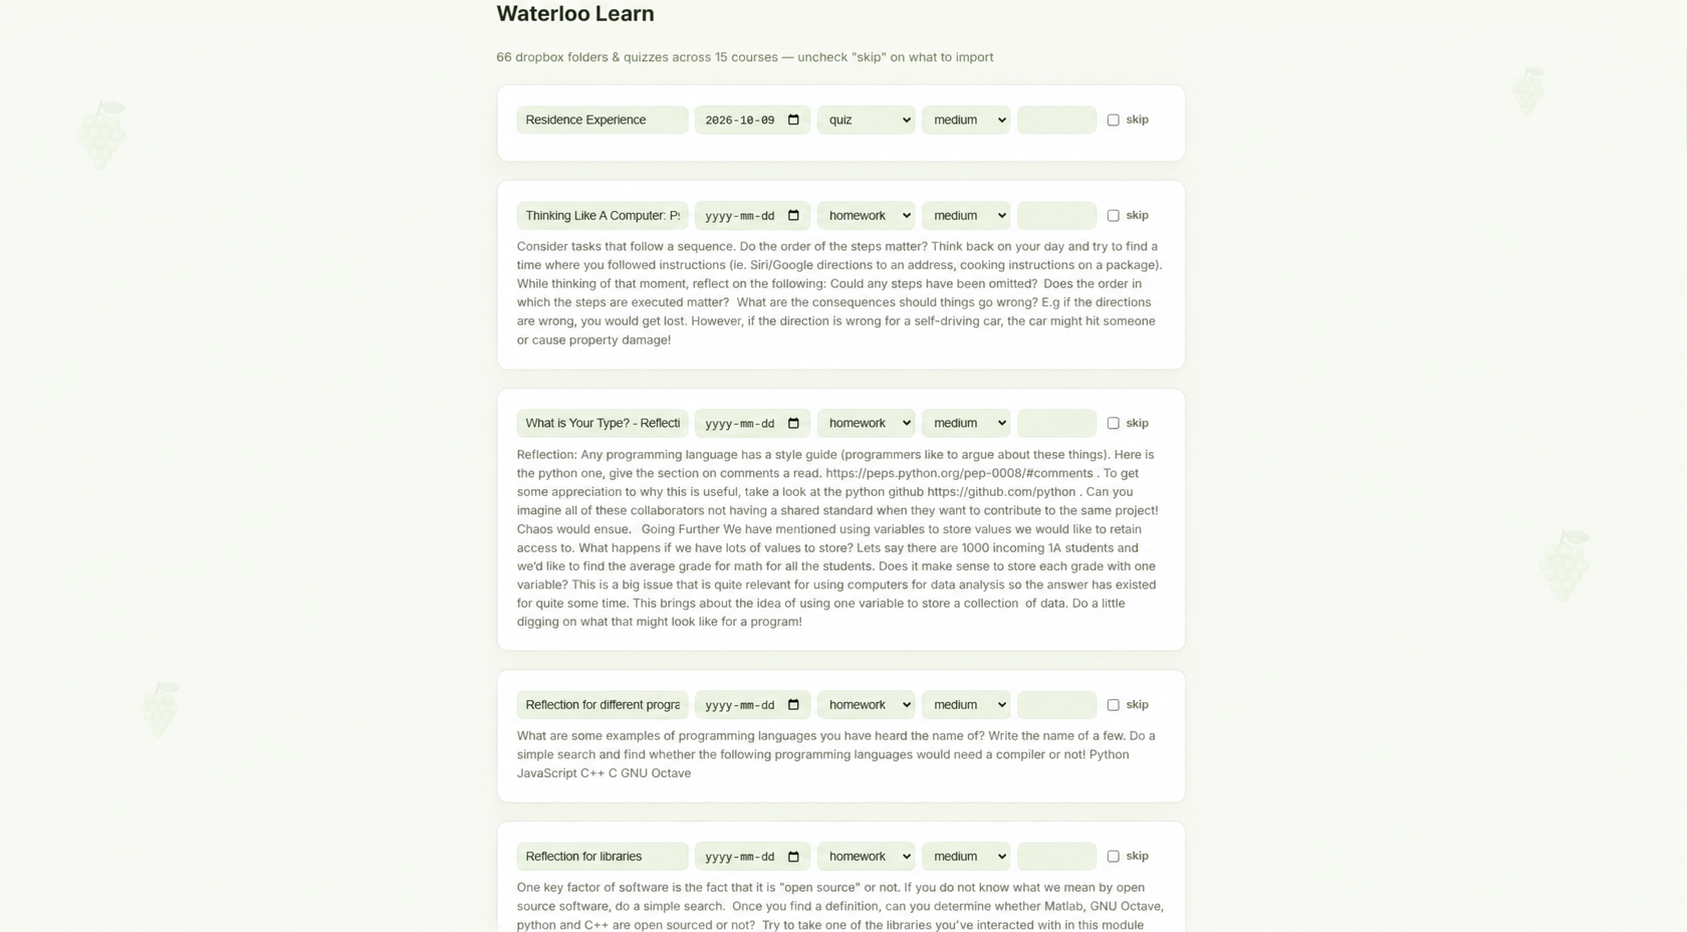 Waterloo Learn
66 dropbox folders & quizzes across 15 courses — uncheck "skip" on what to import
Residence Experience 2026-10-09 quiz medium skip
Thinking Like A Computer: Ps yyyy-mm-dd homework medium skip
Consider tasks that follow a sequence. Do the order of the steps matter? Think back on your day and try to find a
time where you followed instructions (ie. Siri/Google directions to an address, cooking instructions on a package).
While thinking of that moment, reflect on the following: Could any steps have been omitted?  Does the order in
which the steps are executed matter?  What are the consequences should things go wrong? E.g if the directions
are wrong, you would get lost. However, if the direction is wrong for a self-driving car, the car might hit someone
or cause property damage!
What is Your Type? - Reflecti yyyy-mm-dd homework medium skip
Reflection: Any programming language has a style guide (programmers like to argue about these things). Here is
the python one, give the section on comments a read. https://peps.python.org/pep-0008/#comments . To get
some appreciation to why this is useful, take a look at the python github https://github.com/python . Can you
imagine all of these collaborators not having a shared standard when they want to contribute to the same project!
Chaos would ensue.   Going Further We have mentioned using variables to store values we would like to retain
access to. What happens if we have lots of values to store? Lets say there are 1000 incoming 1A students and
we'd like to find the average grade for math for all the students. Does it make sense to store each grade with one
variable? This is a big issue that is quite relevant for using computers for data analysis so the answer has existed
for quite some time. This brings about the idea of using one variable to store a collection  of data. Do a little
digging on what that might look like for a program!
Reflection for different progra yyyy-mm-dd homework medium skip
What are some examples of programming languages you have heard the name of? Write the name of a few. Do a
simple search and find whether the following programming languages would need a compiler or not! Python
JavaScript C++ C GNU Octave
Reflection for libraries yyyy-mm-dd homework medium skip
One key factor of software is the fact that it is "open source" or not. If you do not know what we mean by open
source software, do a simple search.  Once you find a definition, can you determine whether Matlab, GNU Octave,
python and C++ are open sourced or not?  Try to take one of the libraries you've interacted with in this module